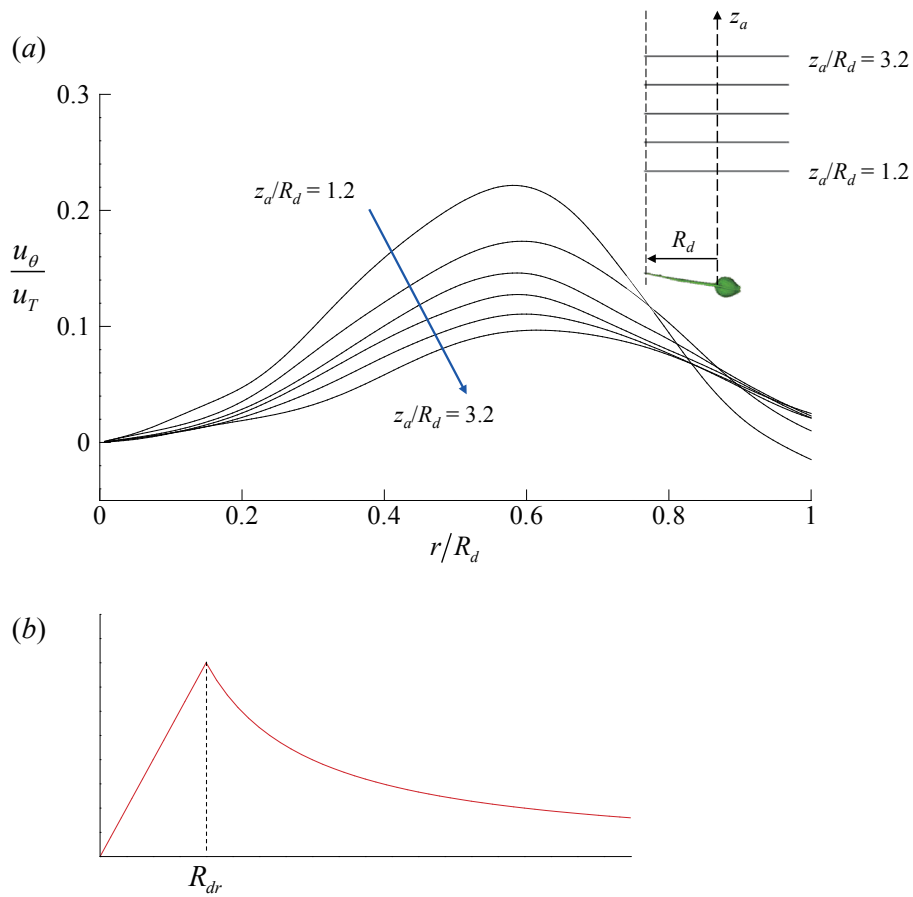 (a)
z_a
z_a/R_d = 3.2
z_a/R_d = 1.2
R_d
0.3
0.2
0.1
0
u_θ
u_T
z_a/R_d = 1.2
z_a/R_d = 3.2
0 0.2 0.4 0.6 0.8 1
r/R_d
(b)
R_dr